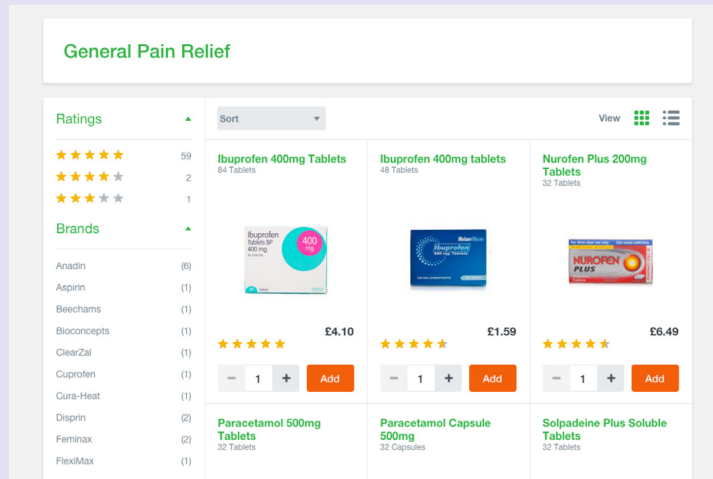 General Pain Relief
Ratings
59
2
1
Brands
Anadin (6)
Aspirin (1)
Beechams (1)
Bioconcepts (1)
ClearZal (1)
Cuprofen (1)
Cura-Heat (1)
Disprin (2)
Feminax (2)
FlexiMax (1)
Sort
View
Ibuprofen 400mg Tablets
84 Tablets
Ibuprofen
Tablets BP
400 mg
400
mg
£4.10
1
Add
Ibuprofen 400mg tablets
48 Tablets
Ibuprofen
400 mg Tablets
£1.59
1
Add
Nurofen Plus 200mg
Tablets
32 Tablets
NUROFEN
PLUS
£6.49
1
Add
Paracetamol 500mg
Tablets
32 Tablets
Paracetamol Capsule
500mg
32 Capsules
Solpadeine Plus Soluble
Tablets
32 Tablets